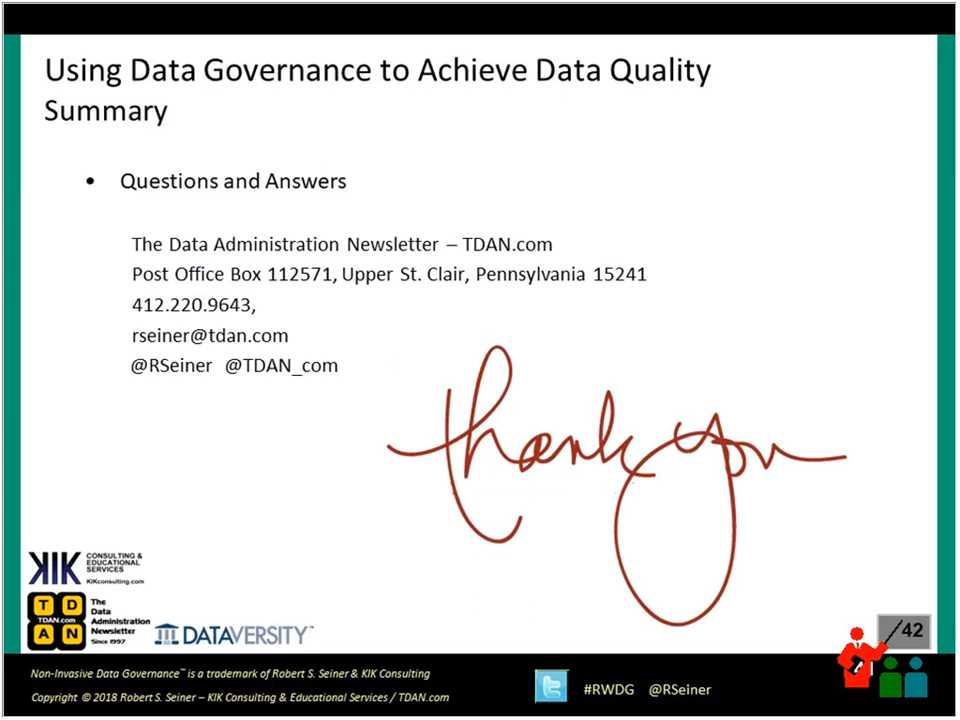 Using Data Governance to Achieve Data Quality
Summary
• Questions and Answers
The Data Administration Newsletter – TDAN.com
Post Office Box 112571, Upper St. Clair, Pennsylvania 15241
412.220.9643,
rseiner@tdan.com
@RSeiner @TDAN_com
Thank you
KIK CONSULTING &
EDUCATIONAL
SERVICES
KIKconsulting.com
T D
TDAN.com
A N
The
Data
Administration
Newsletter
Since 1997
DATAVERSITY™
/42
Non-Invasive Data Governance™ is a trademark of Robert S. Seiner & KIK Consulting
Copyright © 2018 Robert S. Seiner – KIK Consulting & Educational Services / TDAN.com
#RWDG @RSeiner